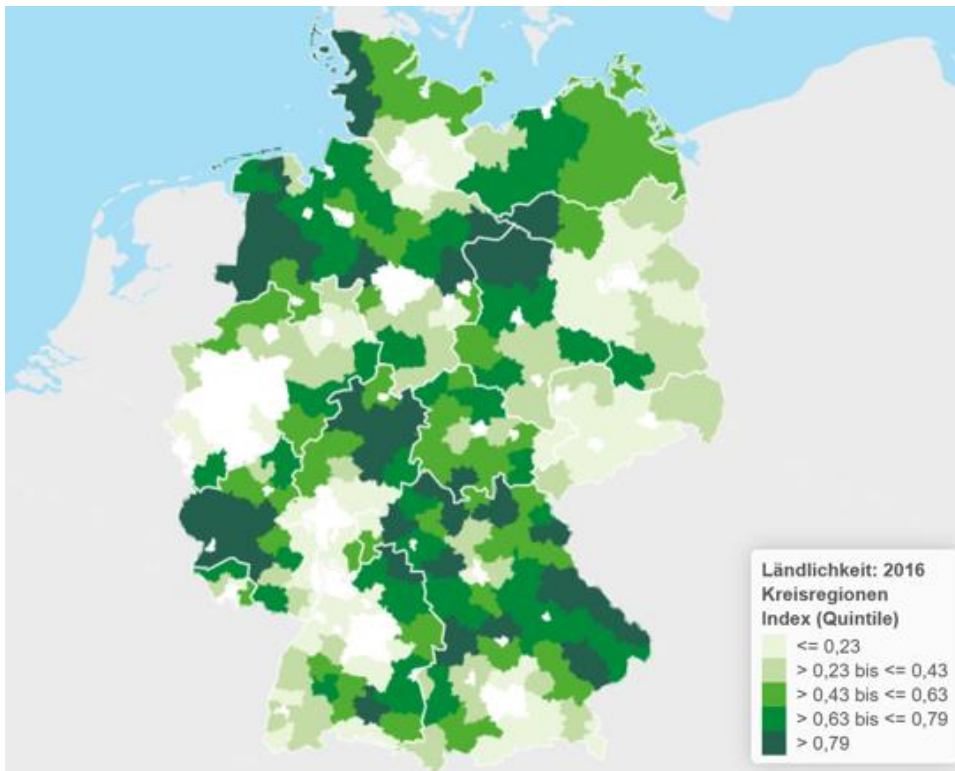 Ländlichkeit: 2016
Kreisregionen
Index (Quintile)
<= 0,23
> 0,23 bis <= 0,43
> 0,43 bis <= 0,63
> 0,63 bis <= 0,79
> 0,79